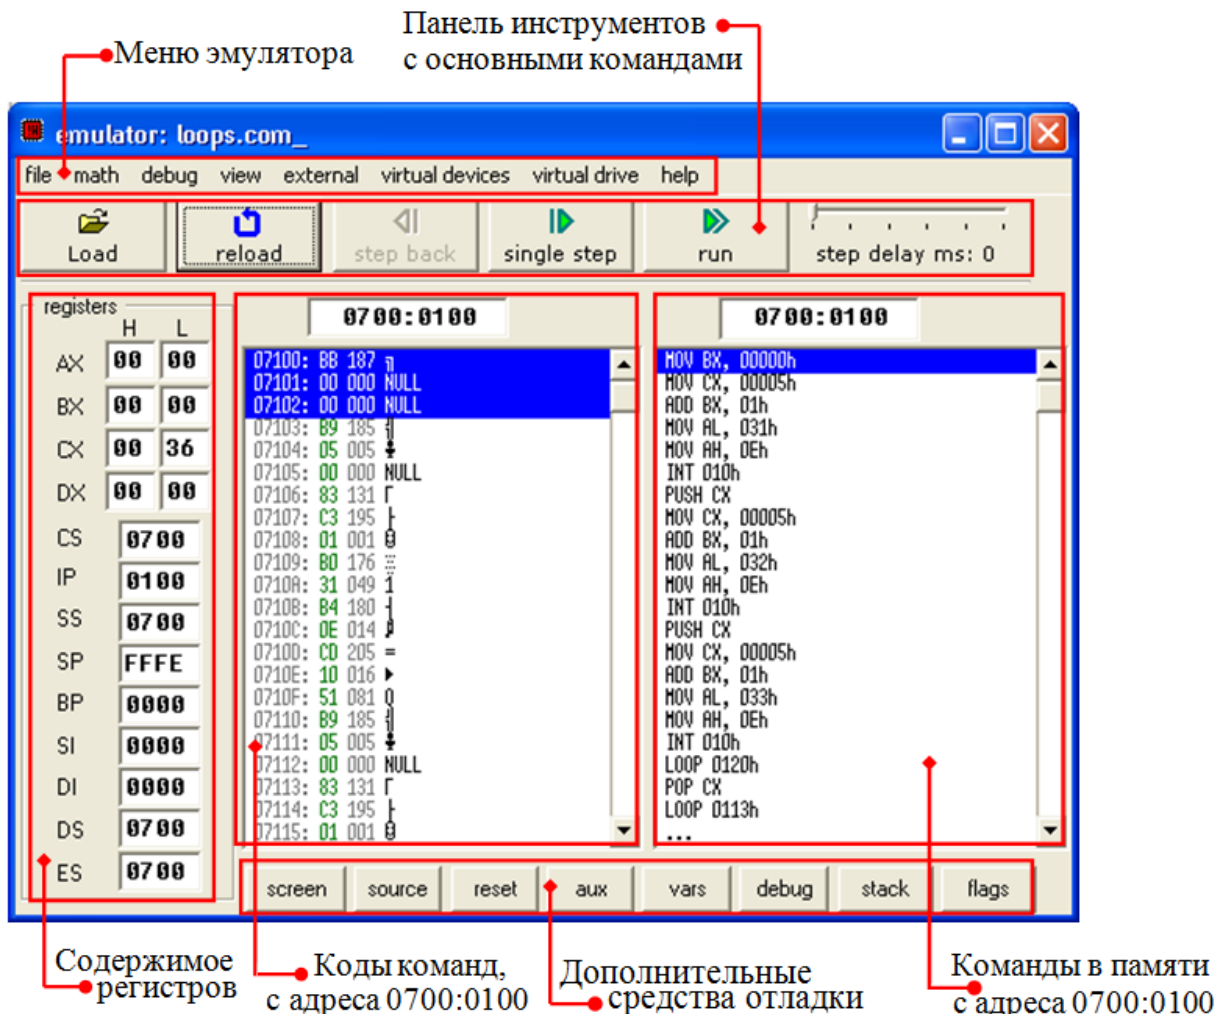 Панель инструментов
с основными командами
Меню эмулятора
emulator: loops.com_
file math debug view external virtual devices virtual drive help
Load reload step back single step run step delay ms: 0
registers
H L
AX 00 00
BX 00 00
CX 00 36
DX 00 00
CS 0700
IP 0100
SS 0700
SP FFFE
BP 0000
SI 0000
DI 0000
DS 0700
ES 0700
0700:0100
07100: BB 187 ╗
07101: 00 000 NULL
07102: 00 000 NULL
07103: B9 185 ╣
07104: 05 005 ♣
07105: 00 000 NULL
07106: 83 131 Г
07107: C3 195 ├
07108: 01 001 ☺
07109: B0 176 ░
0710A: 31 049 1
0710B: B4 180 ┤
0710C: 0E 014 ♫
0710D: CD 205 =
0710E: 10 016 ►
0710F: 51 081 Q
07110: B9 185 ╣
07111: 05 005 ♣
07112: 00 000 NULL
07113: 83 131 Г
07114: C3 195 ├
07115: 01 001 ☺
0700:0100
MOV BX, 00000h
MOV CX, 00005h
ADD BX, 01h
MOV AL, 031h
MOV AH, 0Eh
INT 010h
PUSH CX
MOV CX, 00005h
ADD BX, 01h
MOV AL, 032h
MOV AH, 0Eh
INT 010h
PUSH CX
MOV CX, 00005h
ADD BX, 01h
MOV AL, 033h
MOV AH, 0Eh
INT 010h
LOOP 0120h
POP CX
LOOP 0113h
...
screen source reset aux vars debug stack flags
Содержимое
регистров
Коды команд,
с адреса 0700:0100
Дополнительные
средства отладки
Команды в памяти
с адреса 0700:0100